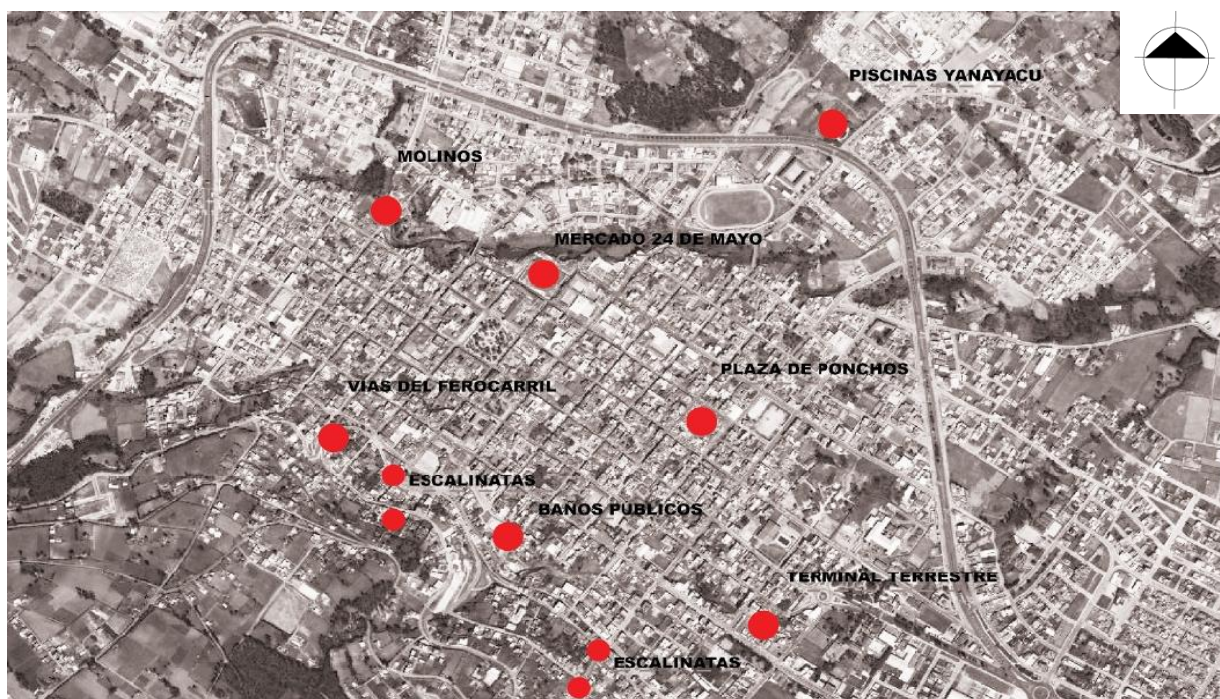 PISCINAS YANAYACU
MOLINOS
MERCADO 24 DE MAYO
PLAZA DE PONCHOS
VIAS DEL FEROCARRIL
ESCALINATAS
BAÑOS PUBLICOS
TERMINAL TERRESTRE
ESCALINATAS